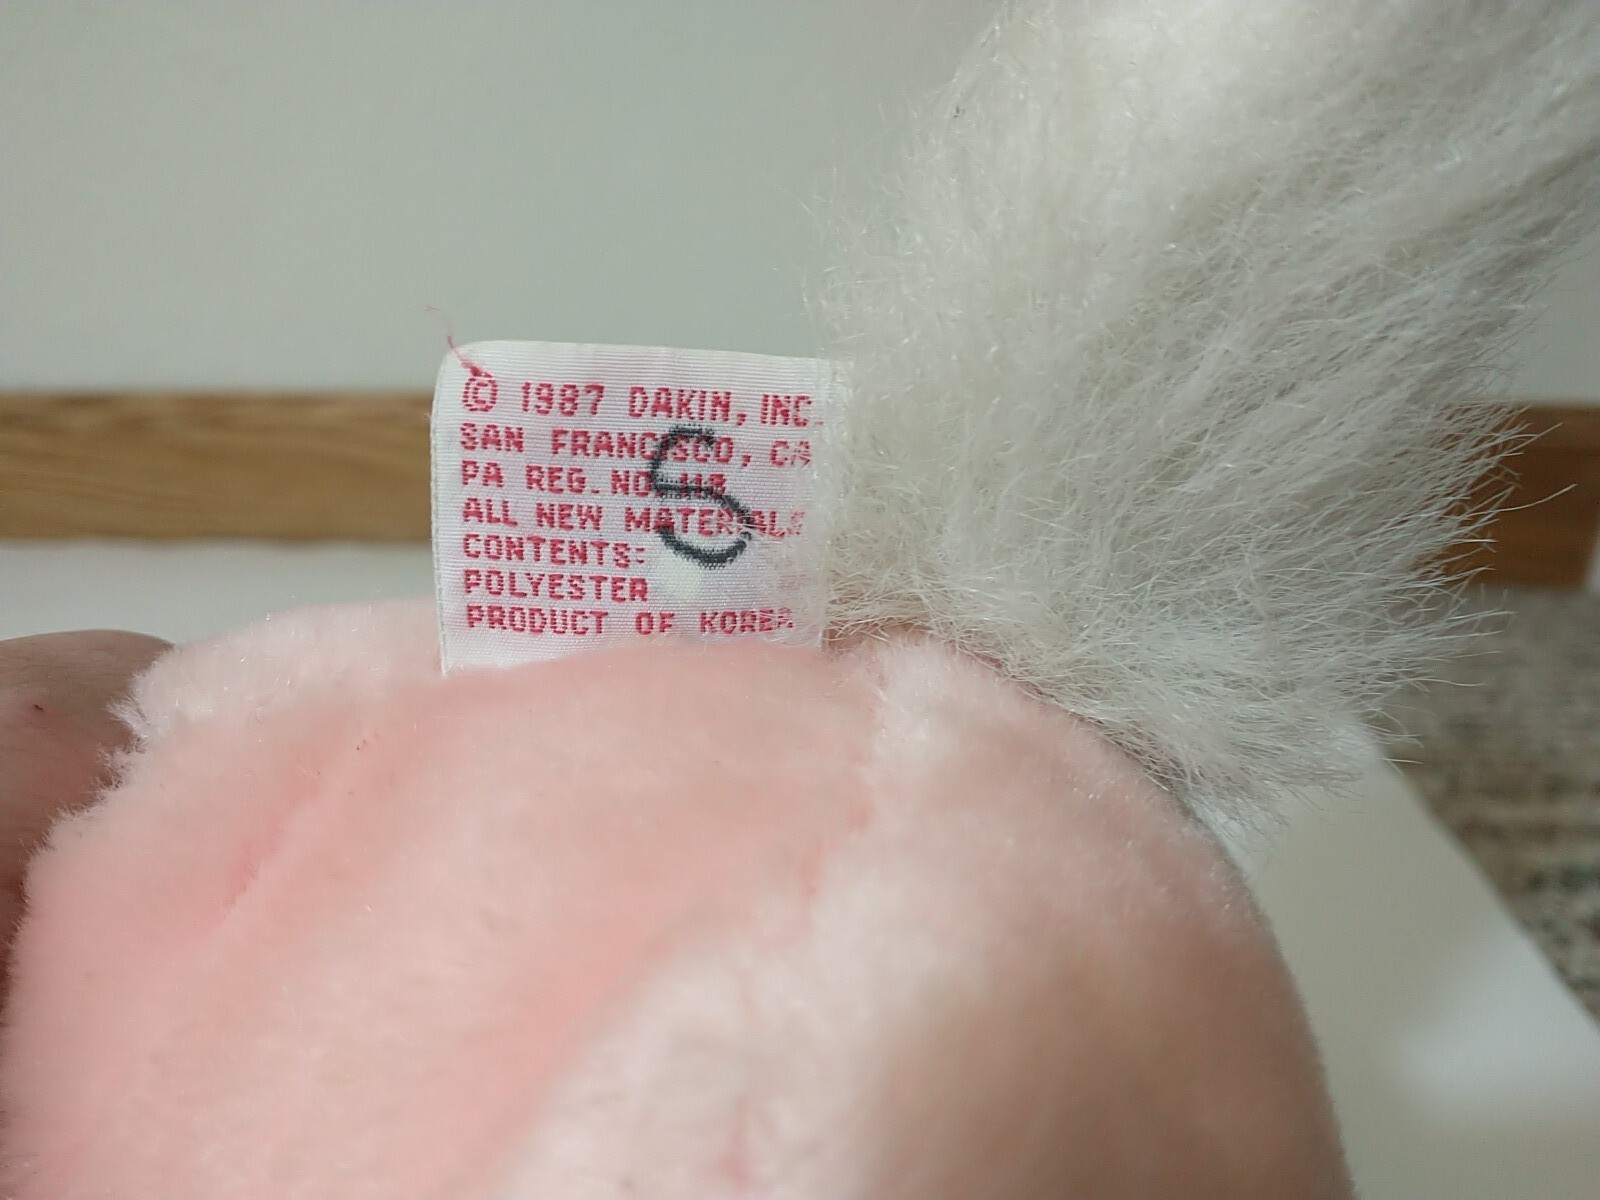 © 1987 DAKIN, INC.
SAN FRANCISCO, CA
PA REG. NO. 118
ALL NEW MATERIALS
CONTENTS:
POLYESTER
PRODUCT OF KOREA
S